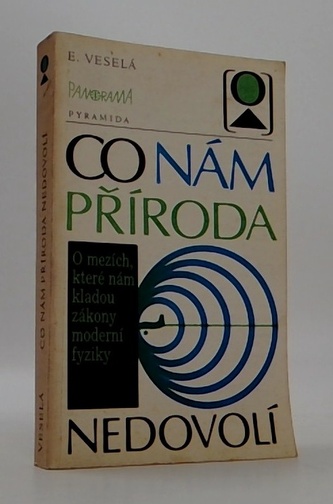 E. VESELÁ
PANORAMA
PYRAMIDA
CO NÁM
PŘÍRODA
O mezích,
které nám
kladou
zákony
moderní
fyziky
NEDOVOLÍ
VESELÁ CO NÁM PŘÍRODA NEDOVOLÍ